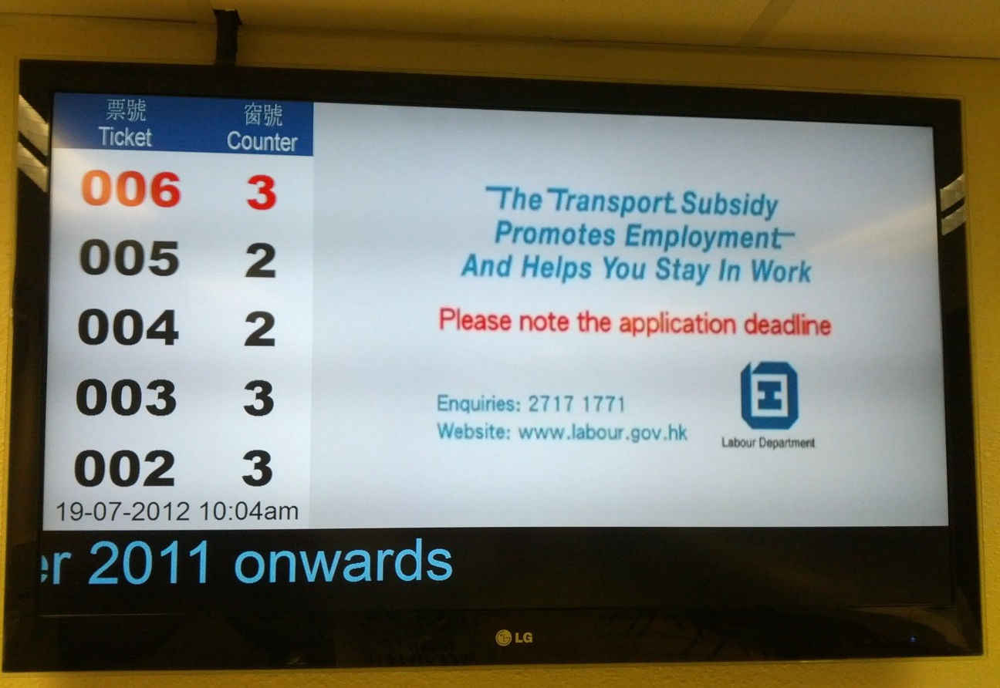 票號 窗號
Ticket Counter
006 3
005 2
004 2
003 3
002 3
19-07-2012 10:04am
The Transport Subsidy
Promotes Employment
And Helps You Stay In Work
Please note the application deadline
Enquiries: 2717 1771
Website: www.labour.gov.hk
Labour Department
er 2011 onwards
LG